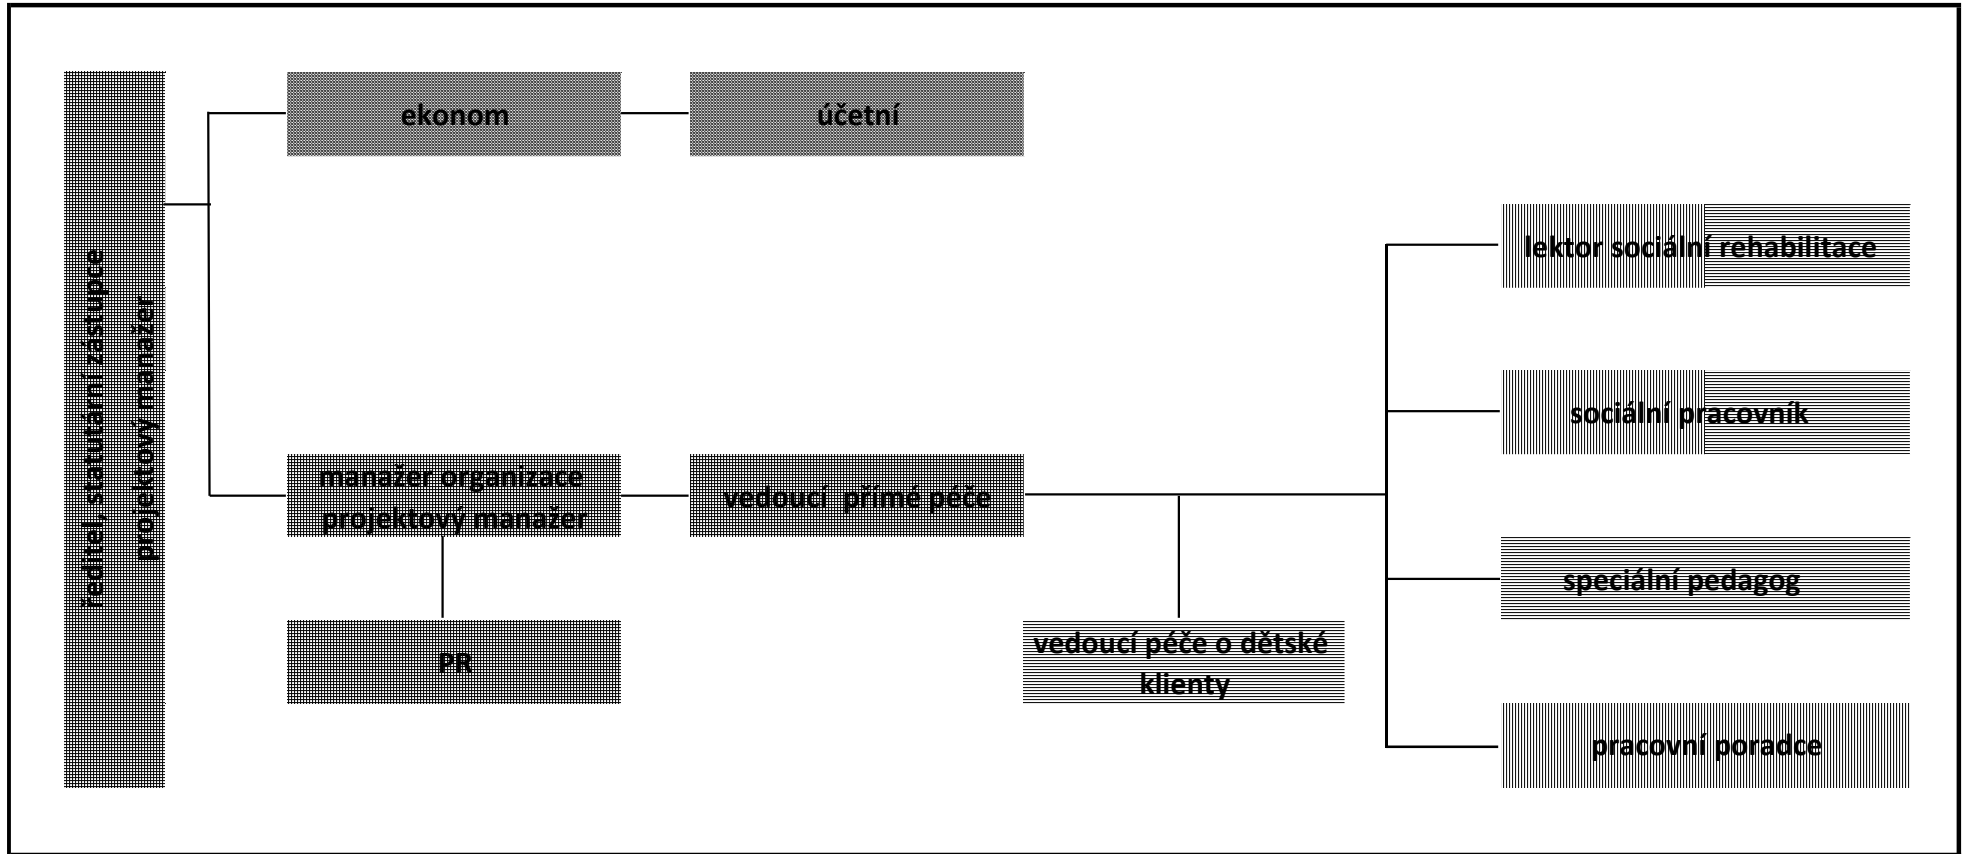 ředitel, statutární zástupce
projektový manažer
ekonom
účetní
lektor sociální rehabilitace
sociální pracovník
manažer organizace
projektový manažer
vedoucí  přímé péče
speciální pedagog
PR
vedoucí péče o dětské
klienty
pracovní poradce